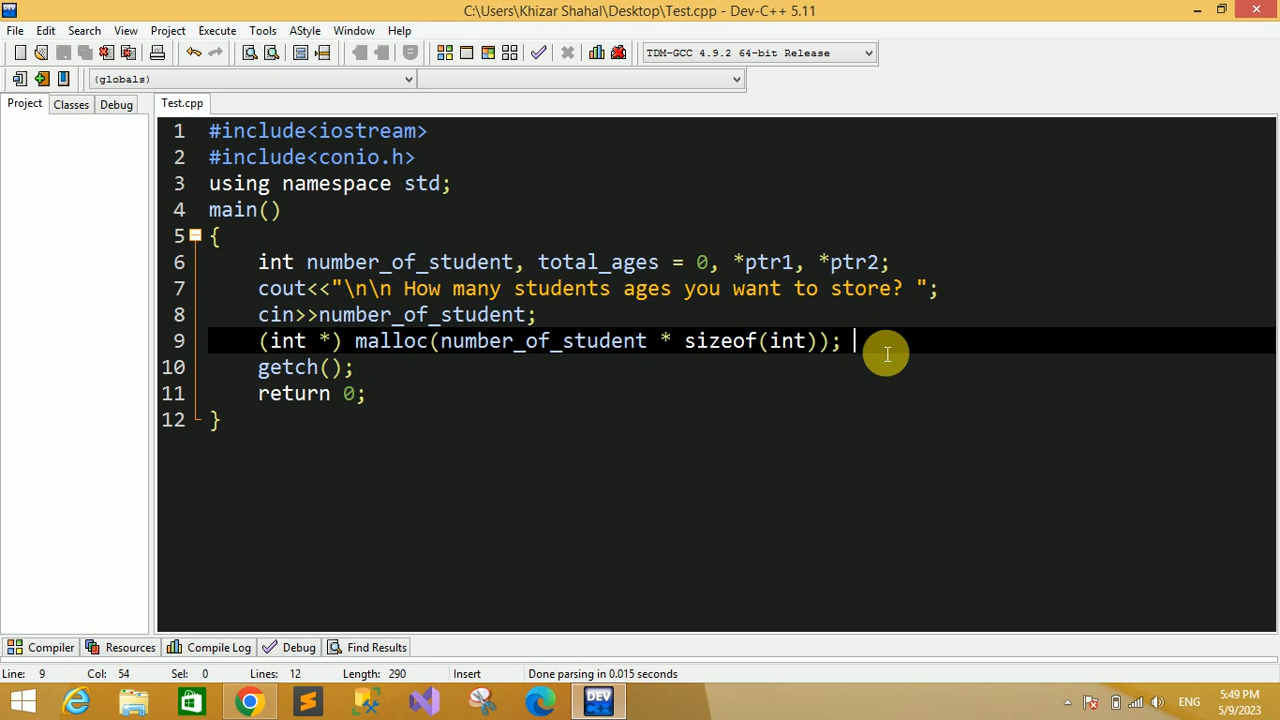 C:\Users\Khizar Shahal\Desktop\Test.cpp - Dev-C++ 5.11
File Edit Search View Project Execute Tools AStyle Window Help
TDM-GCC 4.9.2 64-bit Release
(globals)
Project Classes Debug Test.cpp
1 #include<iostream>
2 #include<conio.h>
3 using namespace std;
4 main()
5 {
6 int number_of_student, total_ages = 0, *ptr1, *ptr2;
7 cout<<"\n\n How many students ages you want to store? ";
8 cin>>number_of_student;
9 (int *) malloc(number_of_student * sizeof(int));
10 getch();
11 return 0;
12 }
Compiler Resources Compile Log Debug Find Results
Line: 9 Col: 54 Sel: 0 Lines: 12 Length: 290 Insert Done parsing in 0.015 seconds
DEV
ENG
5:49 PM
5/9/2023